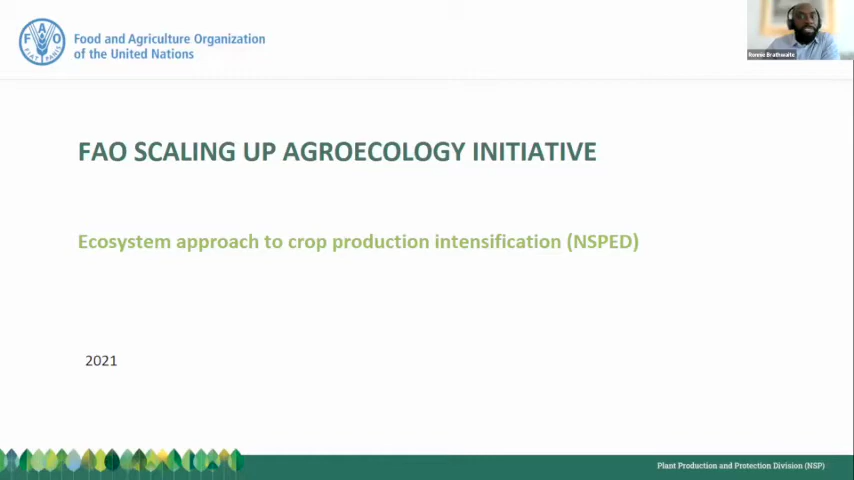 Food and Agriculture Organization
of the United Nations
Ronnie Brathwaite
FAO SCALING UP AGROECOLOGY INITIATIVE
Ecosystem approach to crop production intensification (NSPED)
2021
Plant Production and Protection Division (NSP)